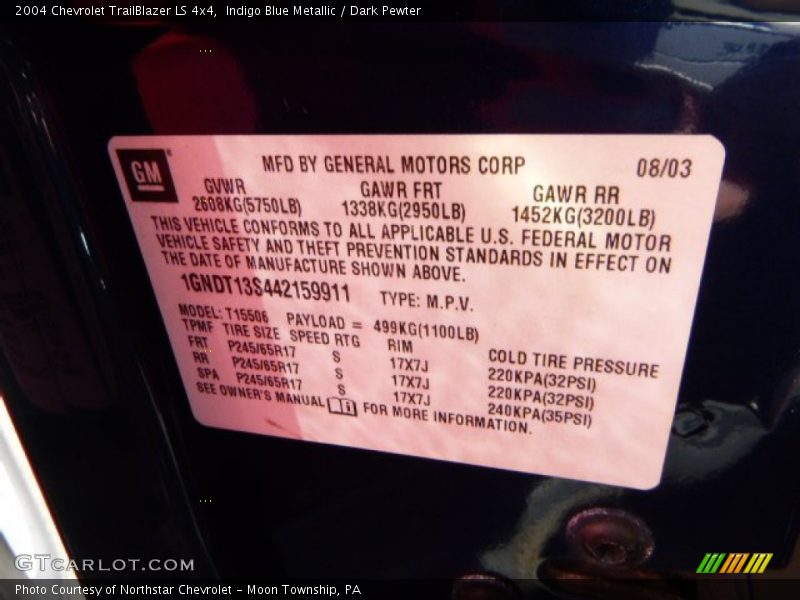 2004 Chevrolet TrailBlazer LS 4x4, Indigo Blue Metallic / Dark Pewter
GM
MFD BY GENERAL MOTORS CORP 08/03
GVWR GAWR FRT GAWR RR
2608KG(5750LB) 1338KG(2950LB) 1452KG(3200LB)
THIS VEHICLE CONFORMS TO ALL APPLICABLE U.S. FEDERAL MOTOR
VEHICLE SAFETY AND THEFT PREVENTION STANDARDS IN EFFECT ON
THE DATE OF MANUFACTURE SHOWN ABOVE.
1GNDT13S442159911 TYPE: M.P.V.
MODEL: T15506 PAYLOAD = 499KG(1100LB)
TPMF TIRE SIZE SPEED RTG RIM COLD TIRE PRESSURE
FRT P245/65R17 S 17X7J 220KPA(32PSI)
RR P245/65R17 S 17X7J 220KPA(32PSI)
SPA P245/65R17 S 17X7J 240KPA(35PSI)
SEE OWNER'S MANUAL FOR MORE INFORMATION.
GTCARLOT.COM
Photo Courtesy of Northstar Chevrolet - Moon Township, PA